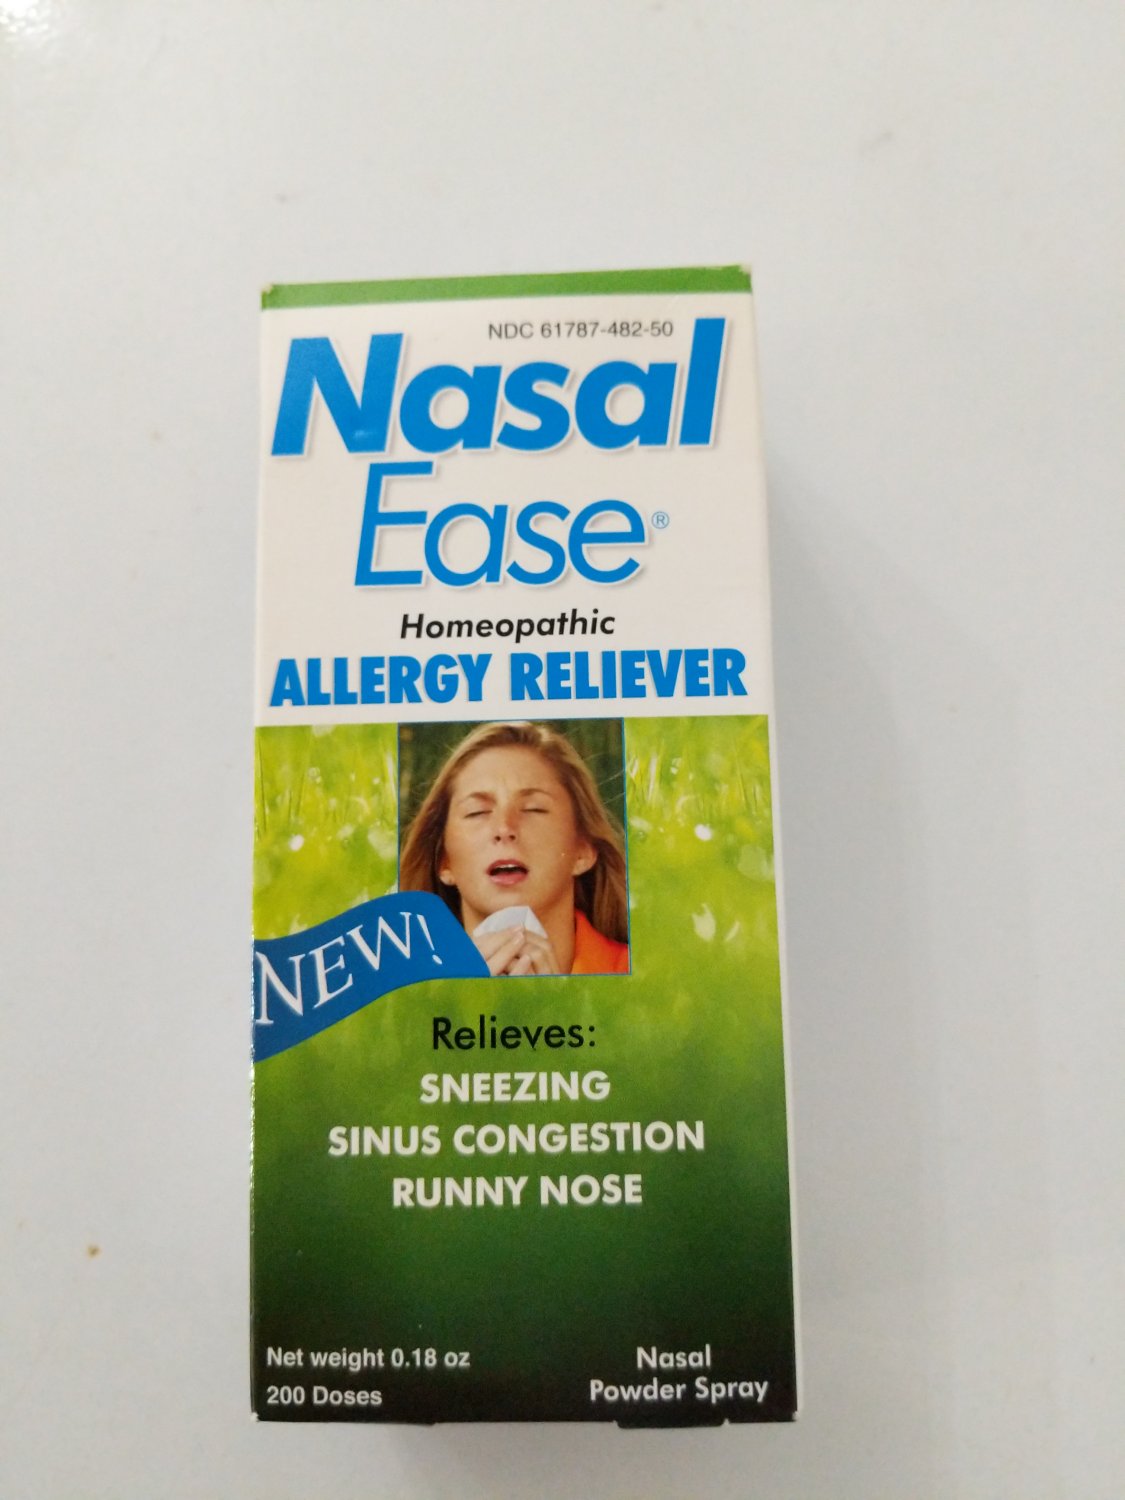 NDC 61787-482-50
Nasal
Ease®
Homeopathic
ALLERGY RELIEVER
NEW!
Relieves:
SNEEZING
SINUS CONGESTION
RUNNY NOSE
Net weight 0.18 oz
200 Doses
Nasal
Powder Spray